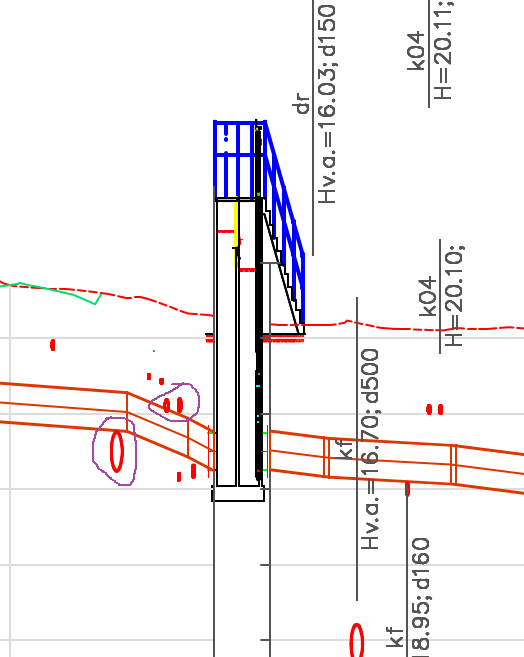 dr
Hv.a.=16.03; d150
k04
H=20.11;
k04
H=20.10;
kf
Hv.a.=16.70; d500
kf
18.95; d160